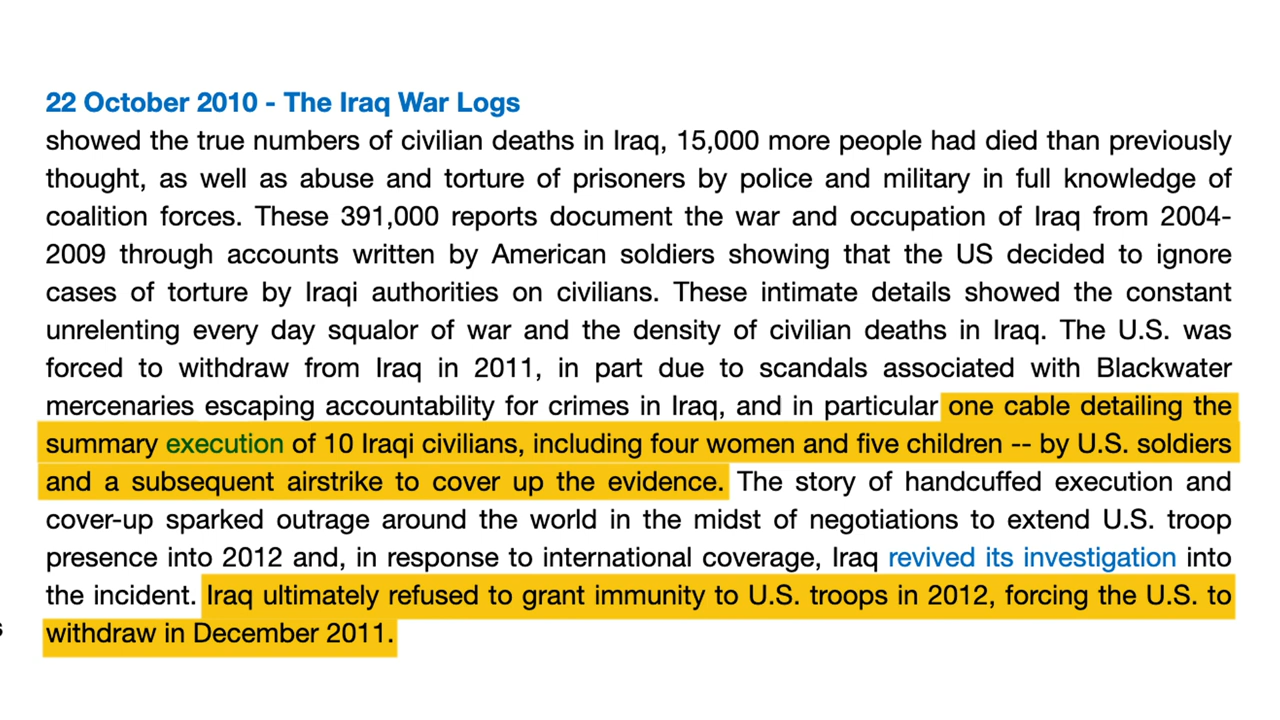 22 October 2010 - The Iraq War Logs
showed the true numbers of civilian deaths in Iraq, 15,000 more people had died than previously
thought, as well as abuse and torture of prisoners by police and military in full knowledge of
coalition forces. These 391,000 reports document the war and occupation of Iraq from 2004-
2009 through accounts written by American soldiers showing that the US decided to ignore
cases of torture by Iraqi authorities on civilians. These intimate details showed the constant
unrelenting every day squalor of war and the density of civilian deaths in Iraq. The U.S. was
forced to withdraw from Iraq in 2011, in part due to scandals associated with Blackwater
mercenaries escaping accountability for crimes in Iraq, and in particular one cable detailing the
summary execution of 10 Iraqi civilians, including four women and five children -- by U.S. soldiers
and a subsequent airstrike to cover up the evidence. The story of handcuffed execution and
cover-up sparked outrage around the world in the midst of negotiations to extend U.S. troop
presence into 2012 and, in response to international coverage, Iraq revived its investigation into
the incident. Iraq ultimately refused to grant immunity to U.S. troops in 2012, forcing the U.S. to
withdraw in December 2011.